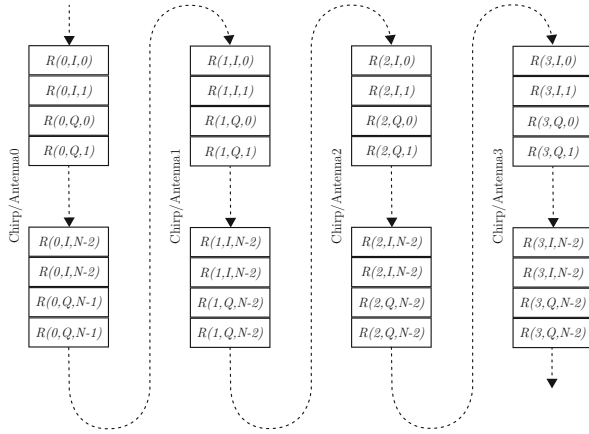 Chirp/Antenna0
R(0,I,0)
R(0,I,1)
R(0,Q,0)
R(0,Q,1)
R(0,I,N-2)
R(0,I,N-2)
R(0,Q,N-1)
R(0,Q,N-1)
Chirp/Antenna1
R(1,I,0)
R(1,I,1)
R(1,Q,0)
R(1,Q,1)
R(1,I,N-2)
R(1,I,N-2)
R(1,Q,N-2)
R(1,Q,N-2)
Chirp/Antenna2
R(2,I,0)
R(2,I,1)
R(2,Q,0)
R(2,Q,1)
R(2,I,N-2)
R(2,I,N-2)
R(2,Q,N-2)
R(2,Q,N-2)
Chirp/Antenna3
R(3,I,0)
R(3,I,1)
R(3,Q,0)
R(3,Q,1)
R(3,I,N-2)
R(3,I,N-2)
R(3,Q,N-2)
R(3,Q,N-2)